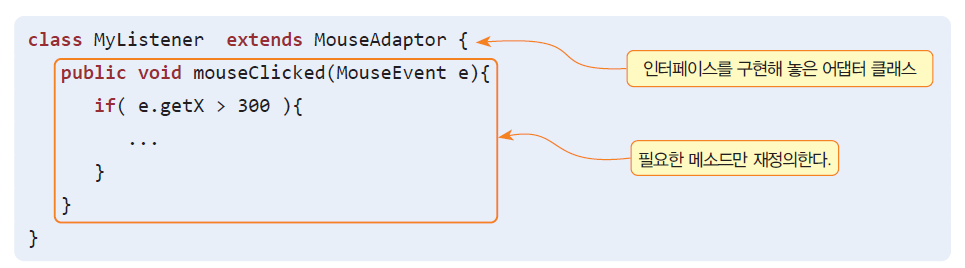 class MyListener extends MouseAdaptor {
인터페이스를 구현해 놓은 어댑터 클래스
public void mouseClicked(MouseEvent e){
if( e.getX > 300 ){
...
필요한 메소드만 재정의한다.
}
}
}